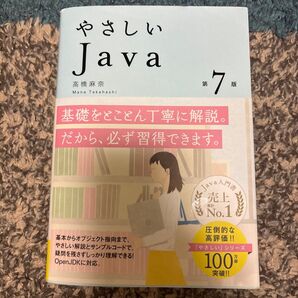 やさしい
Java
第7版
高橋麻奈
Mana Takahashi
基礎をとことん丁寧に解説。
だから、必ず習得できます。
Java入門書
売上
No.1
圧倒的な
高評価!!
「やさしい」シリーズ
100万部
突破!!
基本からオブジェクト指向まで、
やさしい解説とサンプルコードで、
疑問を残さずしっかり理解できる!
OpenJDKに対応。